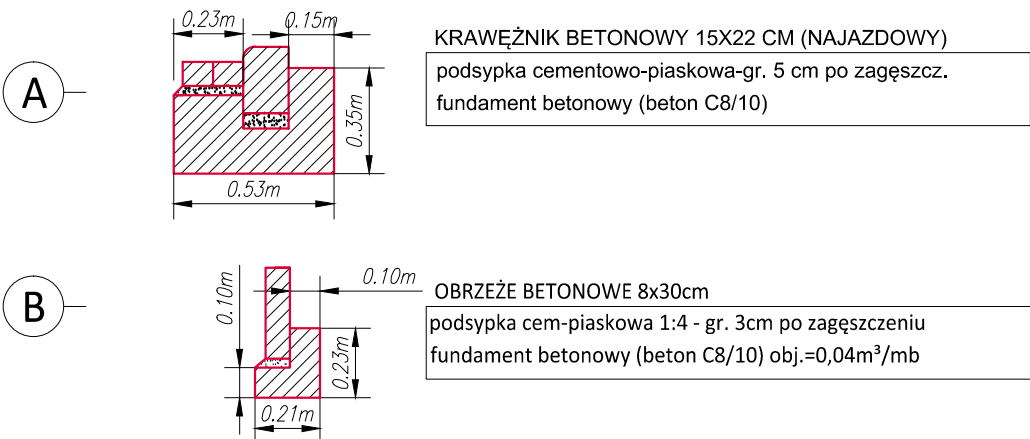 0.23m
0.15m
A
0.35m
0.53m
KRAWĘŻNIK BETONOWY 15X22 CM (NAJAZDOWY)
podsypka cementowo-piaskowa-gr. 5 cm po zagęszcz.
fundament betonowy (beton C8/10)
B
0.10m
0.10m
0.23m
0.21m
OBRZEŻE BETONOWE 8x30cm
podsypka cem-piaskowa 1:4 - gr. 3cm po zagęszczeniu
fundament betonowy (beton C8/10) obj.=0,04m³/mb